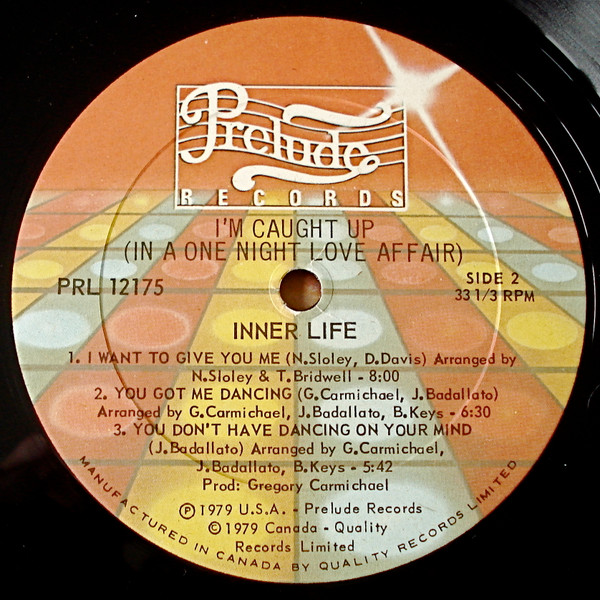 Prelude
RECORDS
I'M CAUGHT UP
(IN A ONE NIGHT LOVE AFFAIR)
PRL 12175
SIDE 2
33 1/3 RPM
INNER LIFE
1. I WANT TO GIVE YOU ME (N.Sloley, D.Davis) Arranged by
N.Sloley & T.Bridwell - 8:00
2. YOU GOT ME DANCING (G.Carmichael, J.Badallato)
Arranged by G.Carmichael, J.Badallato, B.Keys - 6:30
3. YOU DON'T HAVE DANCING ON YOUR MIND
(J.Badallato) Arranged by G.Carmichael,
J.Badallato, B.Keys - 5:42
Prod: Gregory Carmichael
℗ 1979 U.S.A. - Prelude Records
© 1979 Canada - Quality
Records Limited
MANUFACTURED IN CANADA BY QUALITY RECORDS LIMITED